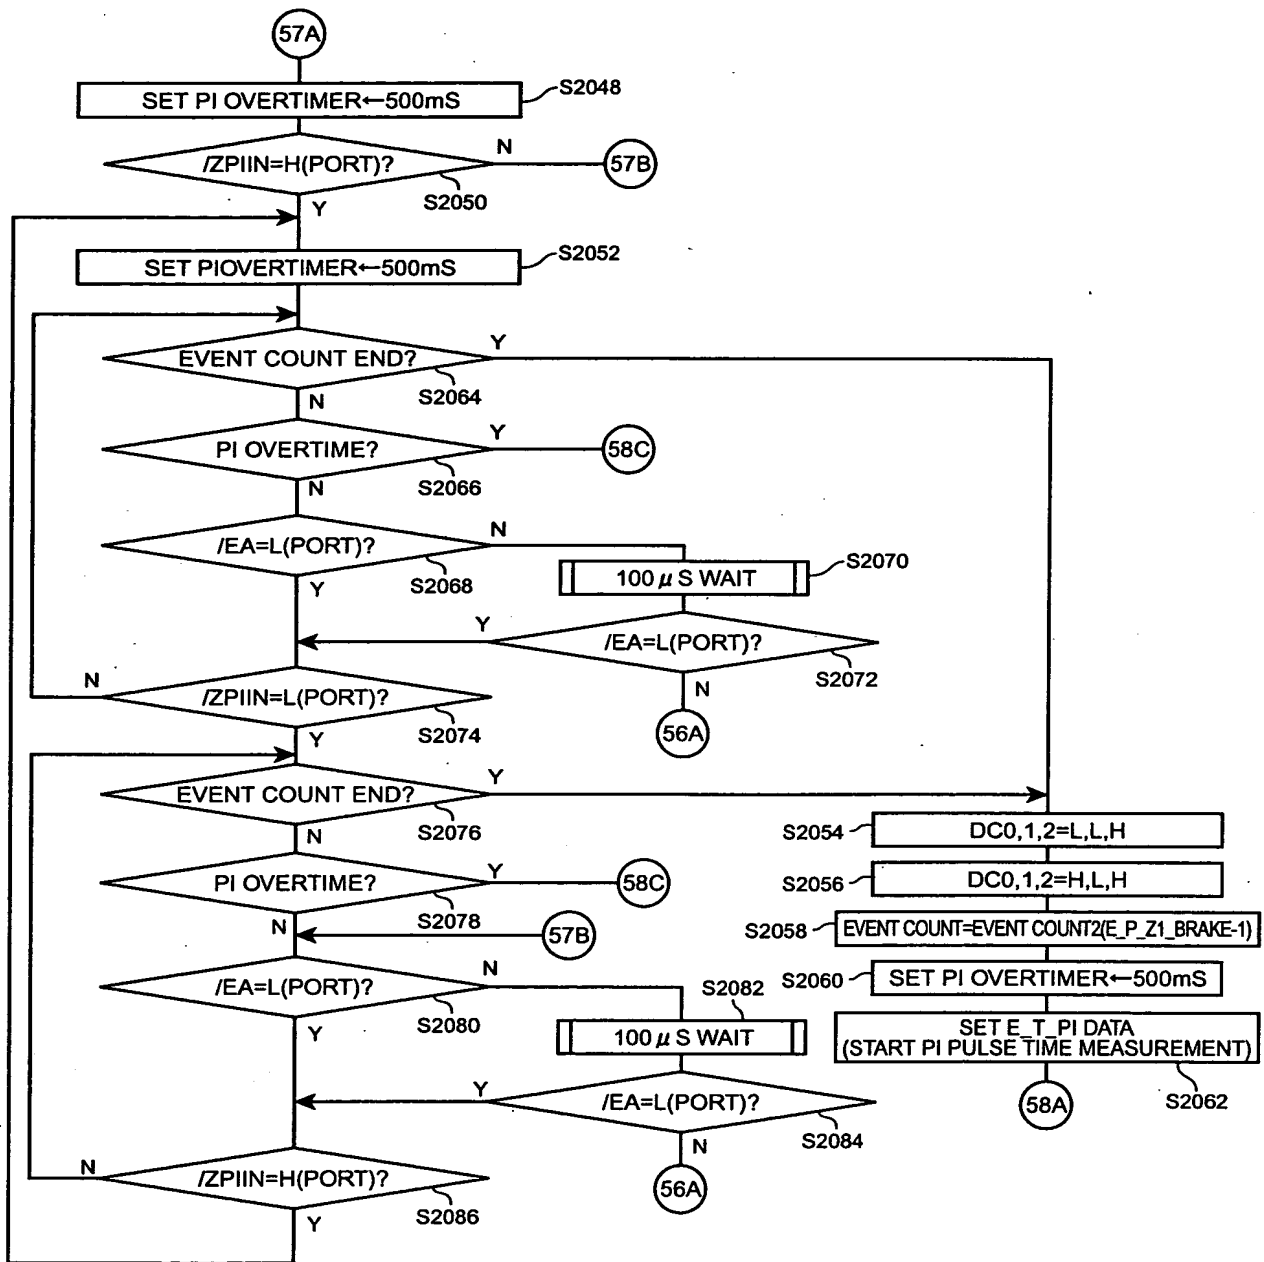 57A
SET PI OVERTIMER←500mS
S2048
/ZPIIN=H(PORT)?
N
57B
S2050
Y
SET PIOVERTIMER←500mS
S2052
EVENT COUNT END?
Y
S2064
N
PI OVERTIME?
Y
58C
S2066
N
/EA=L(PORT)?
N
S2068
Y
100 μ S WAIT
S2070
Y
/EA=L(PORT)?
S2072
N
56A
N
/ZPIIN=L(PORT)?
S2074
Y
EVENT COUNT END?
Y
S2076
N
PI OVERTIME?
Y
58C
S2078
N
57B
/EA=L(PORT)?
N
S2080
Y
S2082
100 μ S WAIT
Y
/EA=L(PORT)?
S2084
N
56A
N
/ZPIIN=H(PORT)?
S2086
Y
S2054
DC0,1,2=L,L,H
S2056
DC0,1,2=H,L,H
S2058
EVENT COUNT=EVENT COUNT2(E_P_Z1_BRAKE-1)
S2060
SET PI OVERTIMER←500mS
SET E_T_PI DATA
(START PI PULSE TIME MEASUREMENT)
S2062
58A